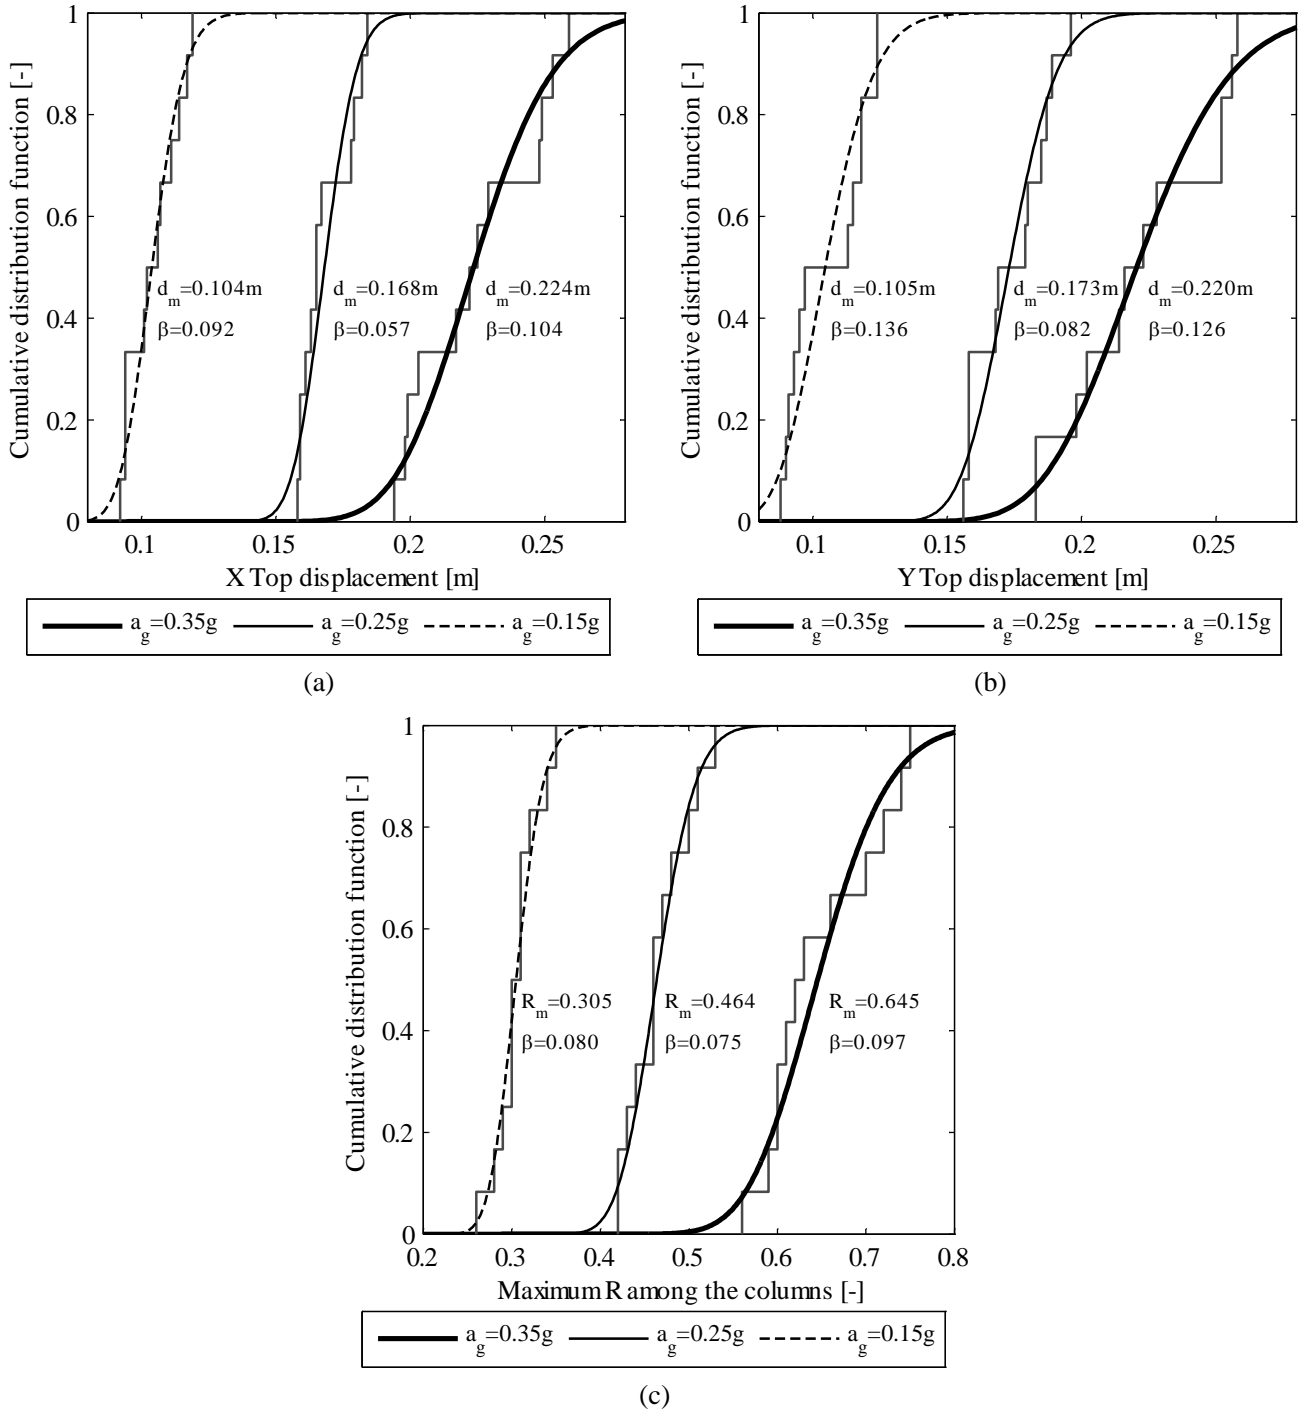 Cumulative distribution function [-]
1
0.8
0.6
0.4
0.2
0
d_m=0.104m
β=0.092
d_m=0.168m
β=0.057
d_m=0.224m
β=0.104
0.1 0.15 0.2 0.25
X Top displacement [m]
a_g=0.35g a_g=0.25g a_g=0.15g
(a)
Cumulative distribution function [-]
1
0.8
0.6
0.4
0.2
0
d_m=0.105m
β=0.136
d_m=0.173m
β=0.082
d_m=0.220m
β=0.126
0.1 0.15 0.2 0.25
Y Top displacement [m]
a_g=0.35g a_g=0.25g a_g=0.15g
(b)
Cumulative distribution function [-]
1
0.8
0.6
0.4
0.2
0
R_m=0.305
β=0.080
R_m=0.464
β=0.075
R_m=0.645
β=0.097
0.2 0.3 0.4 0.5 0.6 0.7 0.8
Maximum R among the columns [-]
a_g=0.35g a_g=0.25g a_g=0.15g
(c)